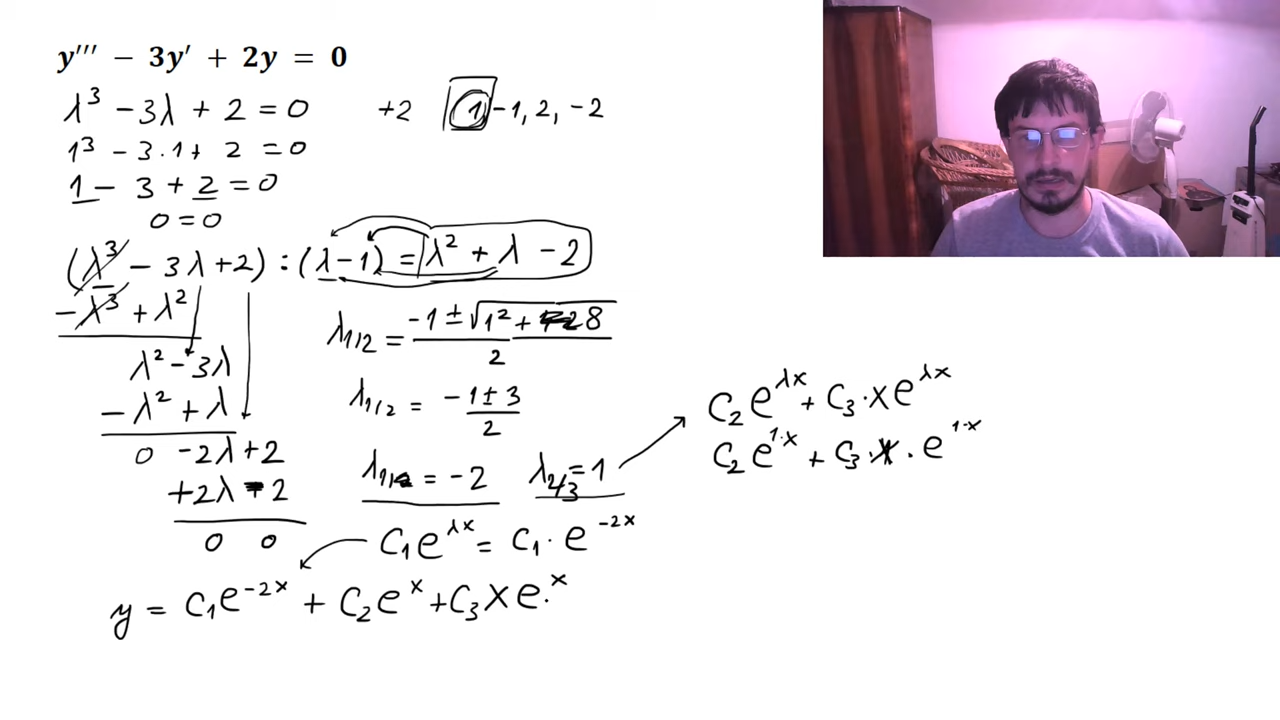 y''' − 3y' + 2y = 0
λ³ − 3λ + 2 = 0 +2 1 −1, 2, −2
1³ − 3·1 + 2 = 0
1 − 3 + 2 = 0
0 = 0
(λ³ − 3λ + 2) : (λ − 1) = λ² + λ − 2
−λ³ + λ²
λ² − 3λ
−λ² + λ
0 −2λ + 2
+2λ − 2
0 0
λ1/2 = (−1 ± √(1² + 8)) / 2
λ1/2 = (−1 ± 3) / 2
λ1 = −2 λ2/3 = 1
C₁e^(λx) = C₁·e^(−2x)
C₂e^(λx) + C₃·xe^(λx)
C₂e^(1·x) + C₃·x·e^(1·x)
y = C₁e^(−2x) + C₂e^x + C₃xe^x